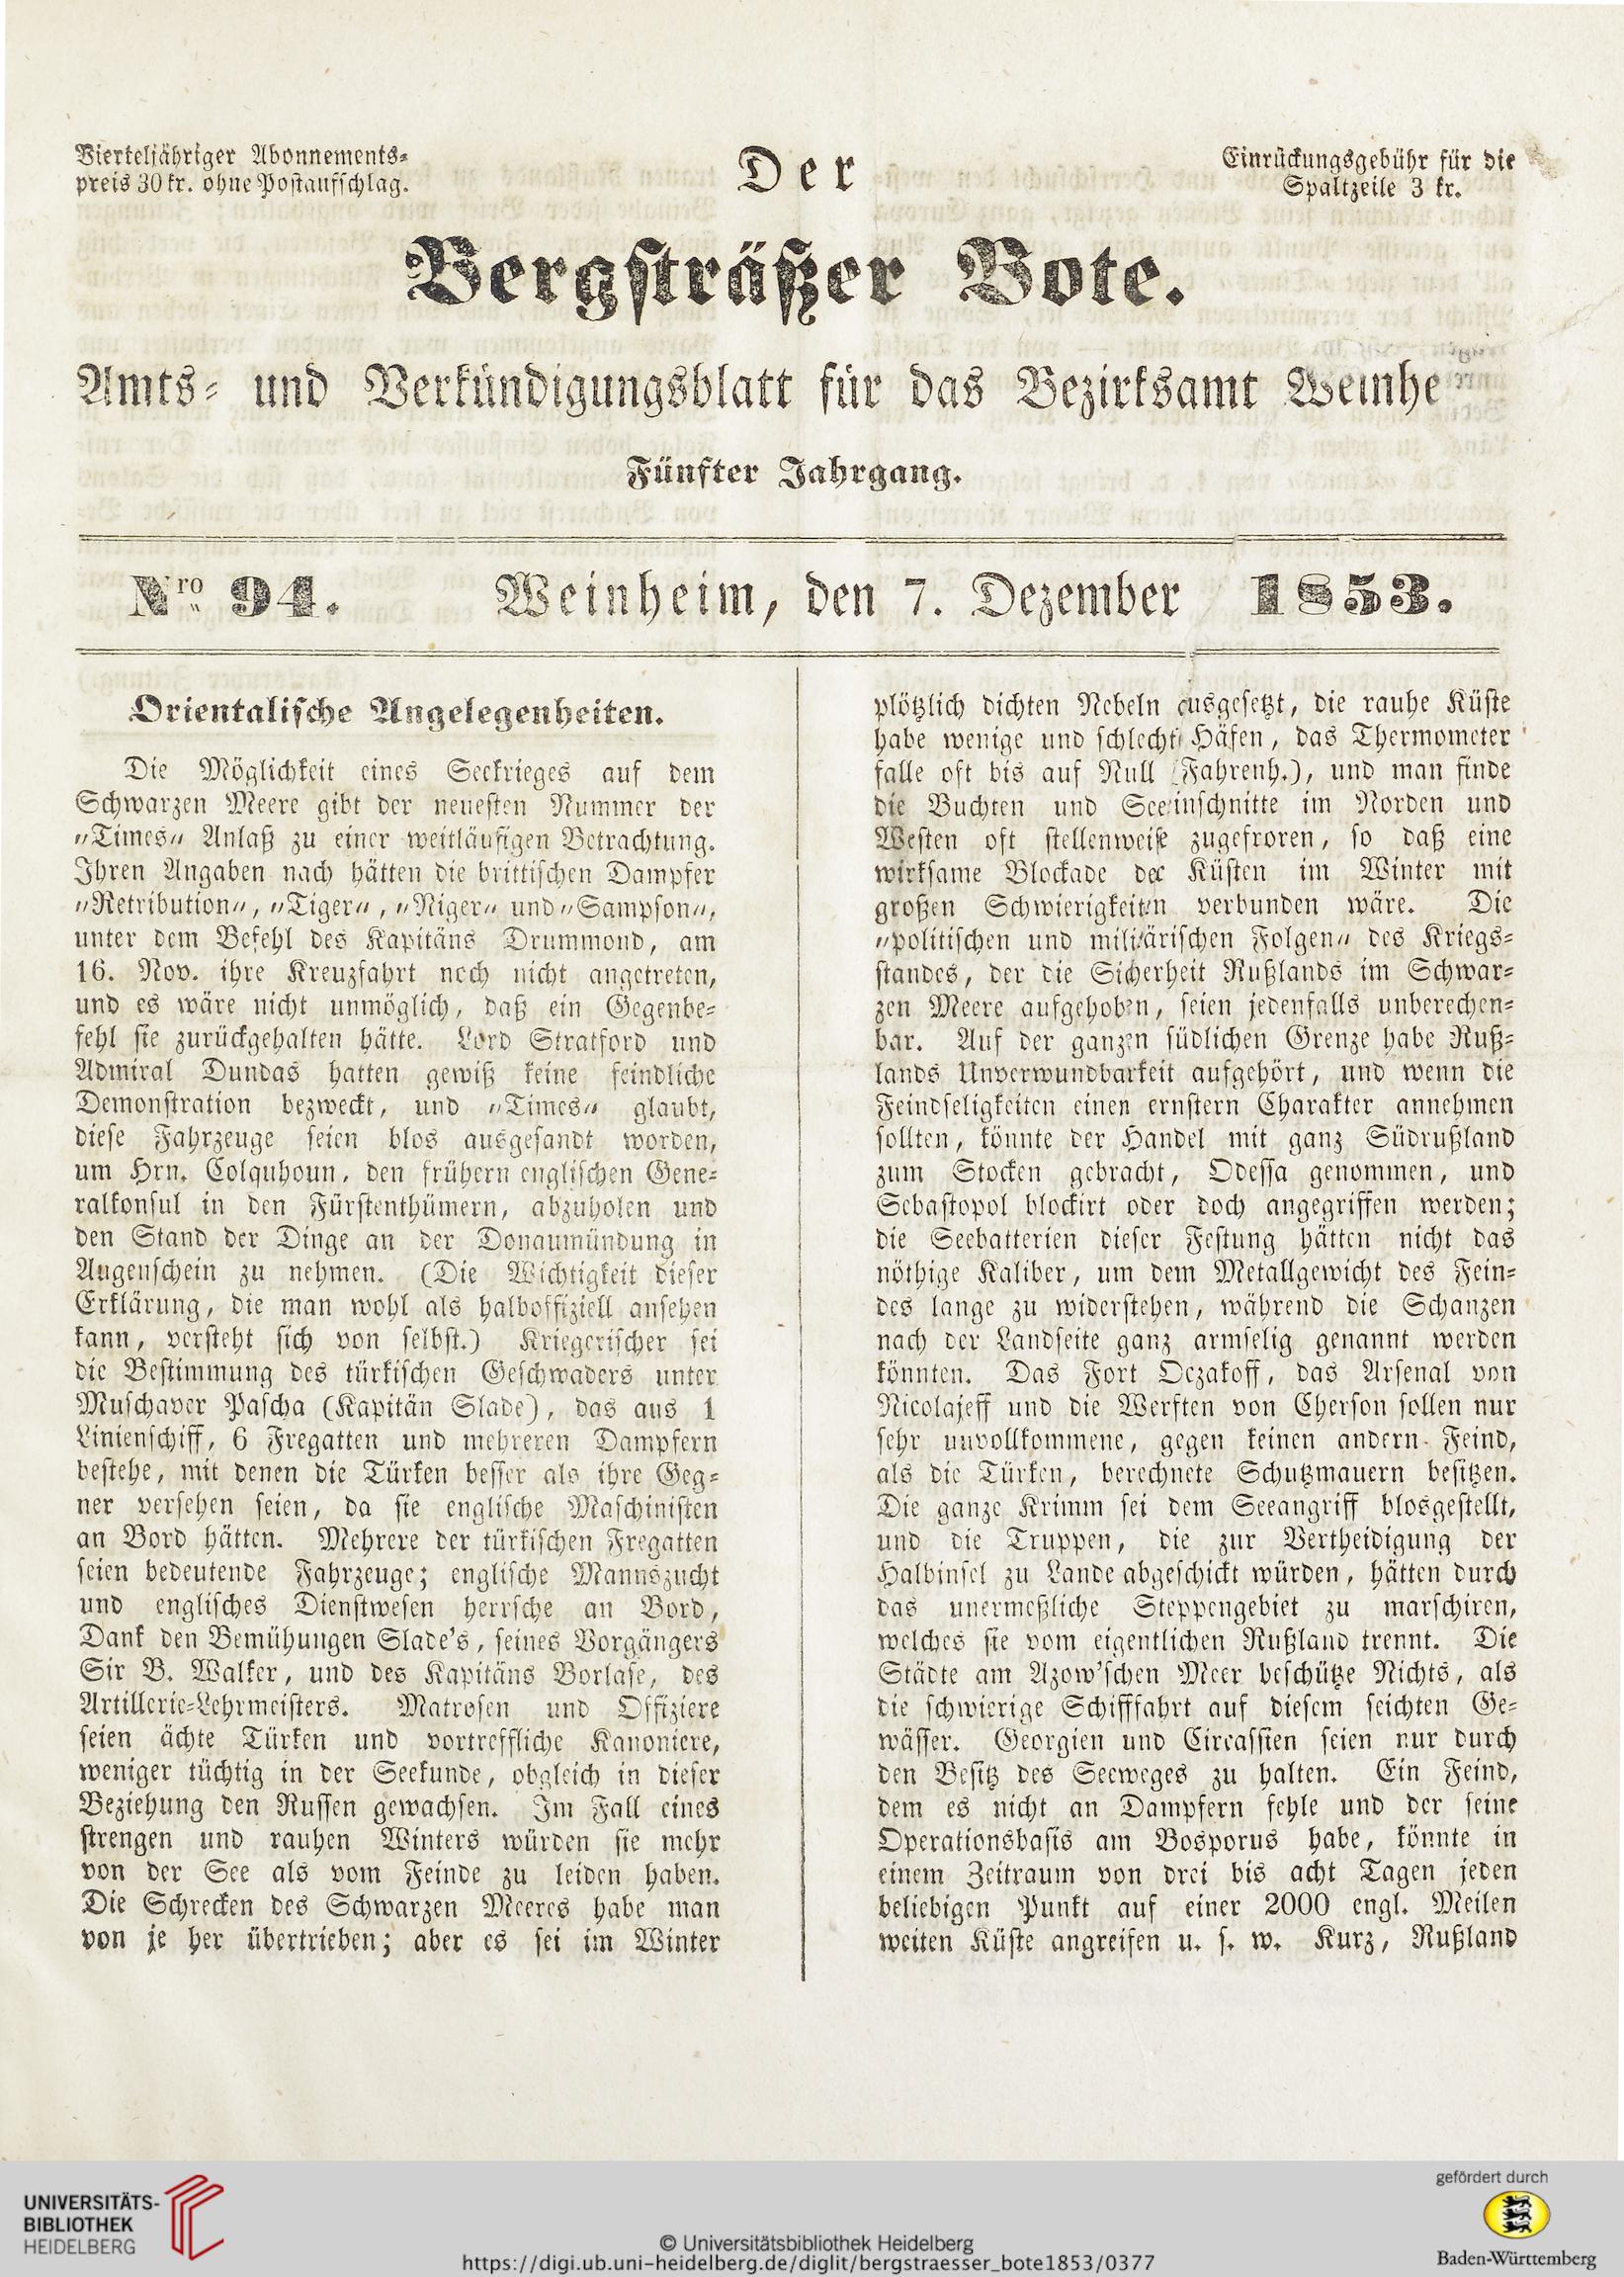 Vierteljähriger Abonnements-
preis 30 kr. ohne Postaufschlag.
Der
Einrückungsgebühr für die
Spaltzeile 3 kr.
Bergsträßer Bote.
Amts- und Verkündigungsblatt für das Bezirksamt Weinhe
Fünfter Jahrgang.
Nro 94. Weinheim, den 7. Dezember 1853.
Orientalische Angelegenheiten.
Die Möglichkeit eines Seekrieges auf dem
Schwarzen Meere gibt der neuesten Nummer der
„Times„ Anlaß zu einer weitläufigen Betrachtung.
Ihren Angaben nach hätten die brittischen Dampfer
„Retribution„, „Tiger„, „Niger„ und „Sampson„,
unter dem Befehl des Kapitäns Drummond, am
16. Nov. ihre Kreuzfahrt noch nicht angetreten,
und es wäre nicht unmöglich, daß ein Gegenbe-
fehl sie zurückgehalten hätte. Lord Stratford und
Admiral Dundas hatten gewiß keine feindliche
Demonstration bezweckt, und „Times„ glaubt,
diese Fahrzeuge seien blos ausgesandt worden,
um Hrn. Colquhoun, den frühern englischen Gene-
ralkonsul in den Fürstenthümern, abzuholen und
den Stand der Dinge an der Donaumündung in
Augenschein zu nehmen. (Die Wichtigkeit dieser
Erklärung, die man wohl als halboffiziell ansehen
kann, versteht sich von selbst.) Kriegerischer sei
die Bestimmung des türkischen Geschwaders unter
Muschaver Pascha (Kapitän Slade), das aus 1
Linienschiff, 6 Fregatten und mehreren Dampfern
bestehe, mit denen die Türken besser als ihre Geg-
ner versehen seien, da sie englische Maschinisten
an Bord hätten. Mehrere der türkischen Fregatten
seien bedeutende Fahrzeuge; englische Mannszucht
und englisches Dienstwesen herrsche an Bord,
Dank den Bemühungen Slade's, seines Vorgängers
Sir B. Walker, und des Kapitäns Borlase, des
Artillerie-Lehrmeisters. Matrosen und Offiziere
seien ächte Türken und vortreffliche Kanoniere,
weniger tüchtig in der Seekunde, obgleich in dieser
Beziehung den Russen gewachsen. Im Fall eines
strengen und rauhen Winters würden sie mehr
von der See als vom Feinde zu leiden haben.
Die Schrecken des Schwarzen Meeres habe man
von je her übertrieben; aber es sei im Winter
plötzlich dichten Nebeln ausgesetzt, die rauhe Küste
habe wenige und schlechte Häfen, das Thermometer
falle oft bis auf Null (Fahrenh.), und man finde
die Buchten und Seeeinschnitte im Norden und
Westen oft stellenweise zugefroren, so daß eine
wirksame Blockade der Küsten im Winter mit
großen Schwierigkeiten verbunden wäre. Die
„politischen und militärischen Folgen„ des Kriegs-
standes, der die Sicherheit Rußlands im Schwar-
zen Meere aufgehoben, seien jedenfalls unberechen-
bar. Auf der ganzen südlichen Grenze habe Ruß-
lands Unverwundbarkeit aufgehört, und wenn die
Feindseligkeiten einen ernstern Charakter annehmen
sollten, könnte der Handel mit ganz Südrußland
zum Stocken gebracht, Odessa genommen, und
Sebastopol blockirt oder doch angegriffen werden;
die Seebatterien dieser Festung hätten nicht das
nöthige Kaliber, um dem Metallgewicht des Fein-
des lange zu widerstehen, während die Schanzen
nach der Landseite ganz armselig genannt werden
könnten. Das Fort Oczakoff, das Arsenal von
Nicolajeff und die Werften von Cherson sollen nur
sehr unvollkommene, gegen keinen andern Feind,
als die Türken, berechnete Schutzmauern besitzen.
Die ganze Krimm sei dem Seeangriff blosgestellt,
und die Truppen, die zur Vertheidigung der
Halbinsel zu Lande abgeschickt würden, hätten durch
das unermeßliche Steppengebiet zu marschiren,
welches sie vom eigentlichen Rußland trennt. Die
Städte am Azow'schen Meer beschütze Nichts, als
die schwierige Schifffahrt auf diesem seichten Ge-
wässer. Georgien und Circassien seien nur durch
den Besitz des Seeweges zu halten. Ein Feind,
dem es nicht an Dampfern fehle und der seine
Operationsbasis am Bosporus habe, könnte in
einem Zeitraum von drei bis acht Tagen jeden
beliebigen Punkt auf einer 2000 engl. Meilen
weiten Küste angreifen u. s. w. Kurz, Rußland
UNIVERSITÄTS-
BIBLIOTHEK
HEIDELBERG
© Universitätsbibliothek Heidelberg
https://digi.ub.uni-heidelberg.de/diglit/bergstraesser_bote1853/0377
gefördert durch
Baden-Württemberg